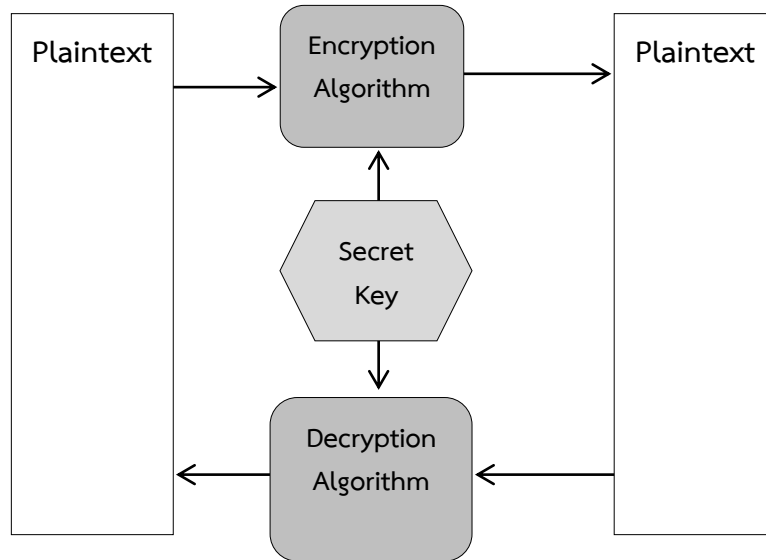 Plaintext
Encryption
Algorithm
Plaintext
Secret
Key
Decryption
Algorithm